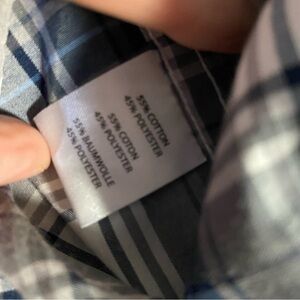 55% COTTON
45% POLYESTER
55% COTON
45% POLYESTER
55% BAUMWOLLE
45% POLYESTER